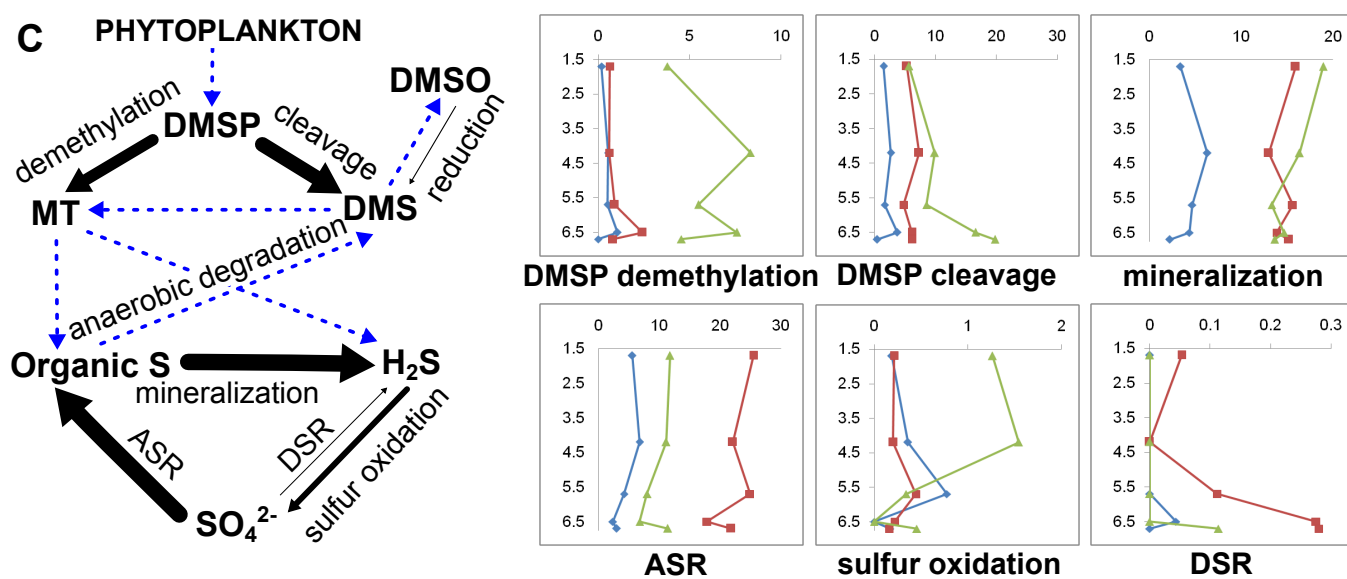 C
PHYTOPLANKTON
DMSO
DMSP
demethylation
cleavage
reduction
MT
DMS
anaerobic degradation
Organic S
H₂S
mineralization
ASR
DSR
sulfur oxidation
SO₄²⁻
0 5 10
1.5
2.5
3.5
4.5
5.5
6.5
DMSP demethylation
0 10 20 30
1.5
2.5
3.5
4.5
5.5
6.5
DMSP cleavage
0 10 20
1.5
2.5
3.5
4.5
5.5
6.5
mineralization
0 10 20 30
1.5
2.5
3.5
4.5
5.5
6.5
ASR
0 1 2
1.5
2.5
3.5
4.5
5.5
6.5
sulfur oxidation
0 0.1 0.2 0.3
1.5
2.5
3.5
4.5
5.5
6.5
DSR